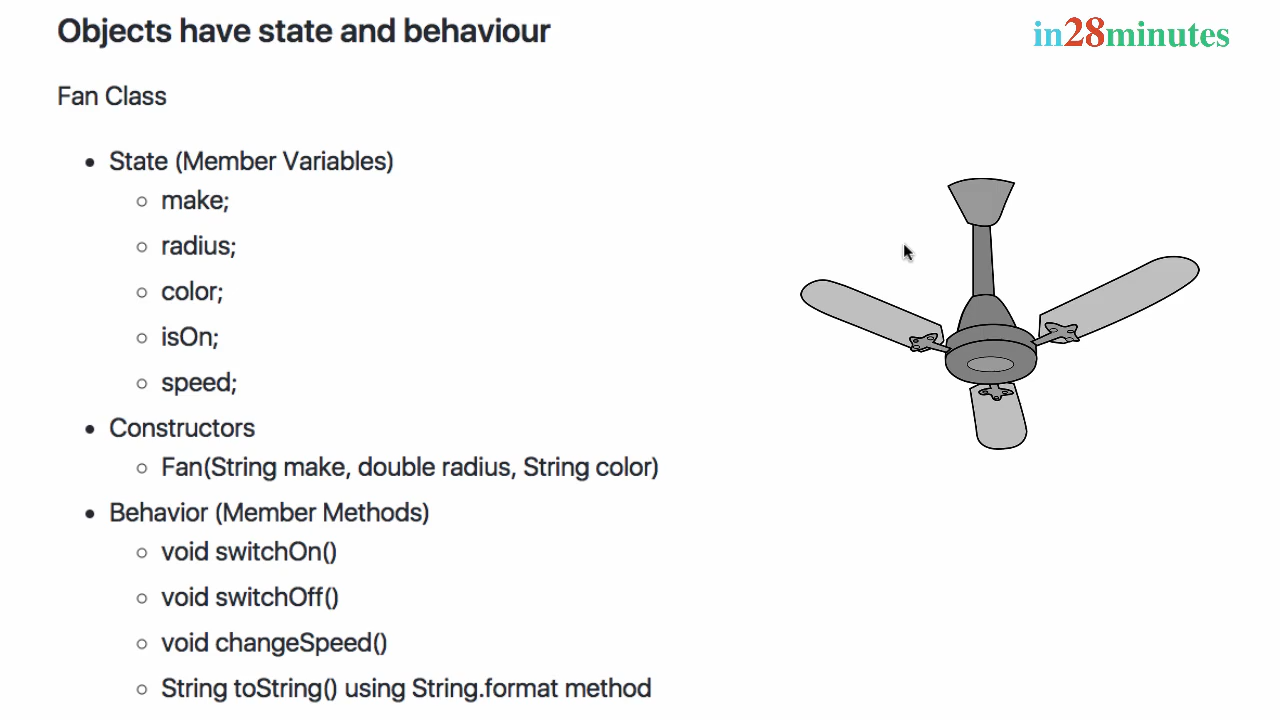 Objects have state and behaviour
in28minutes
Fan Class
State (Member Variables)
make;
radius;
color;
isOn;
speed;
Constructors
Fan(String make, double radius, String color)
Behavior (Member Methods)
void switchOn()
void switchOff()
void changeSpeed()
String toString() using String.format method